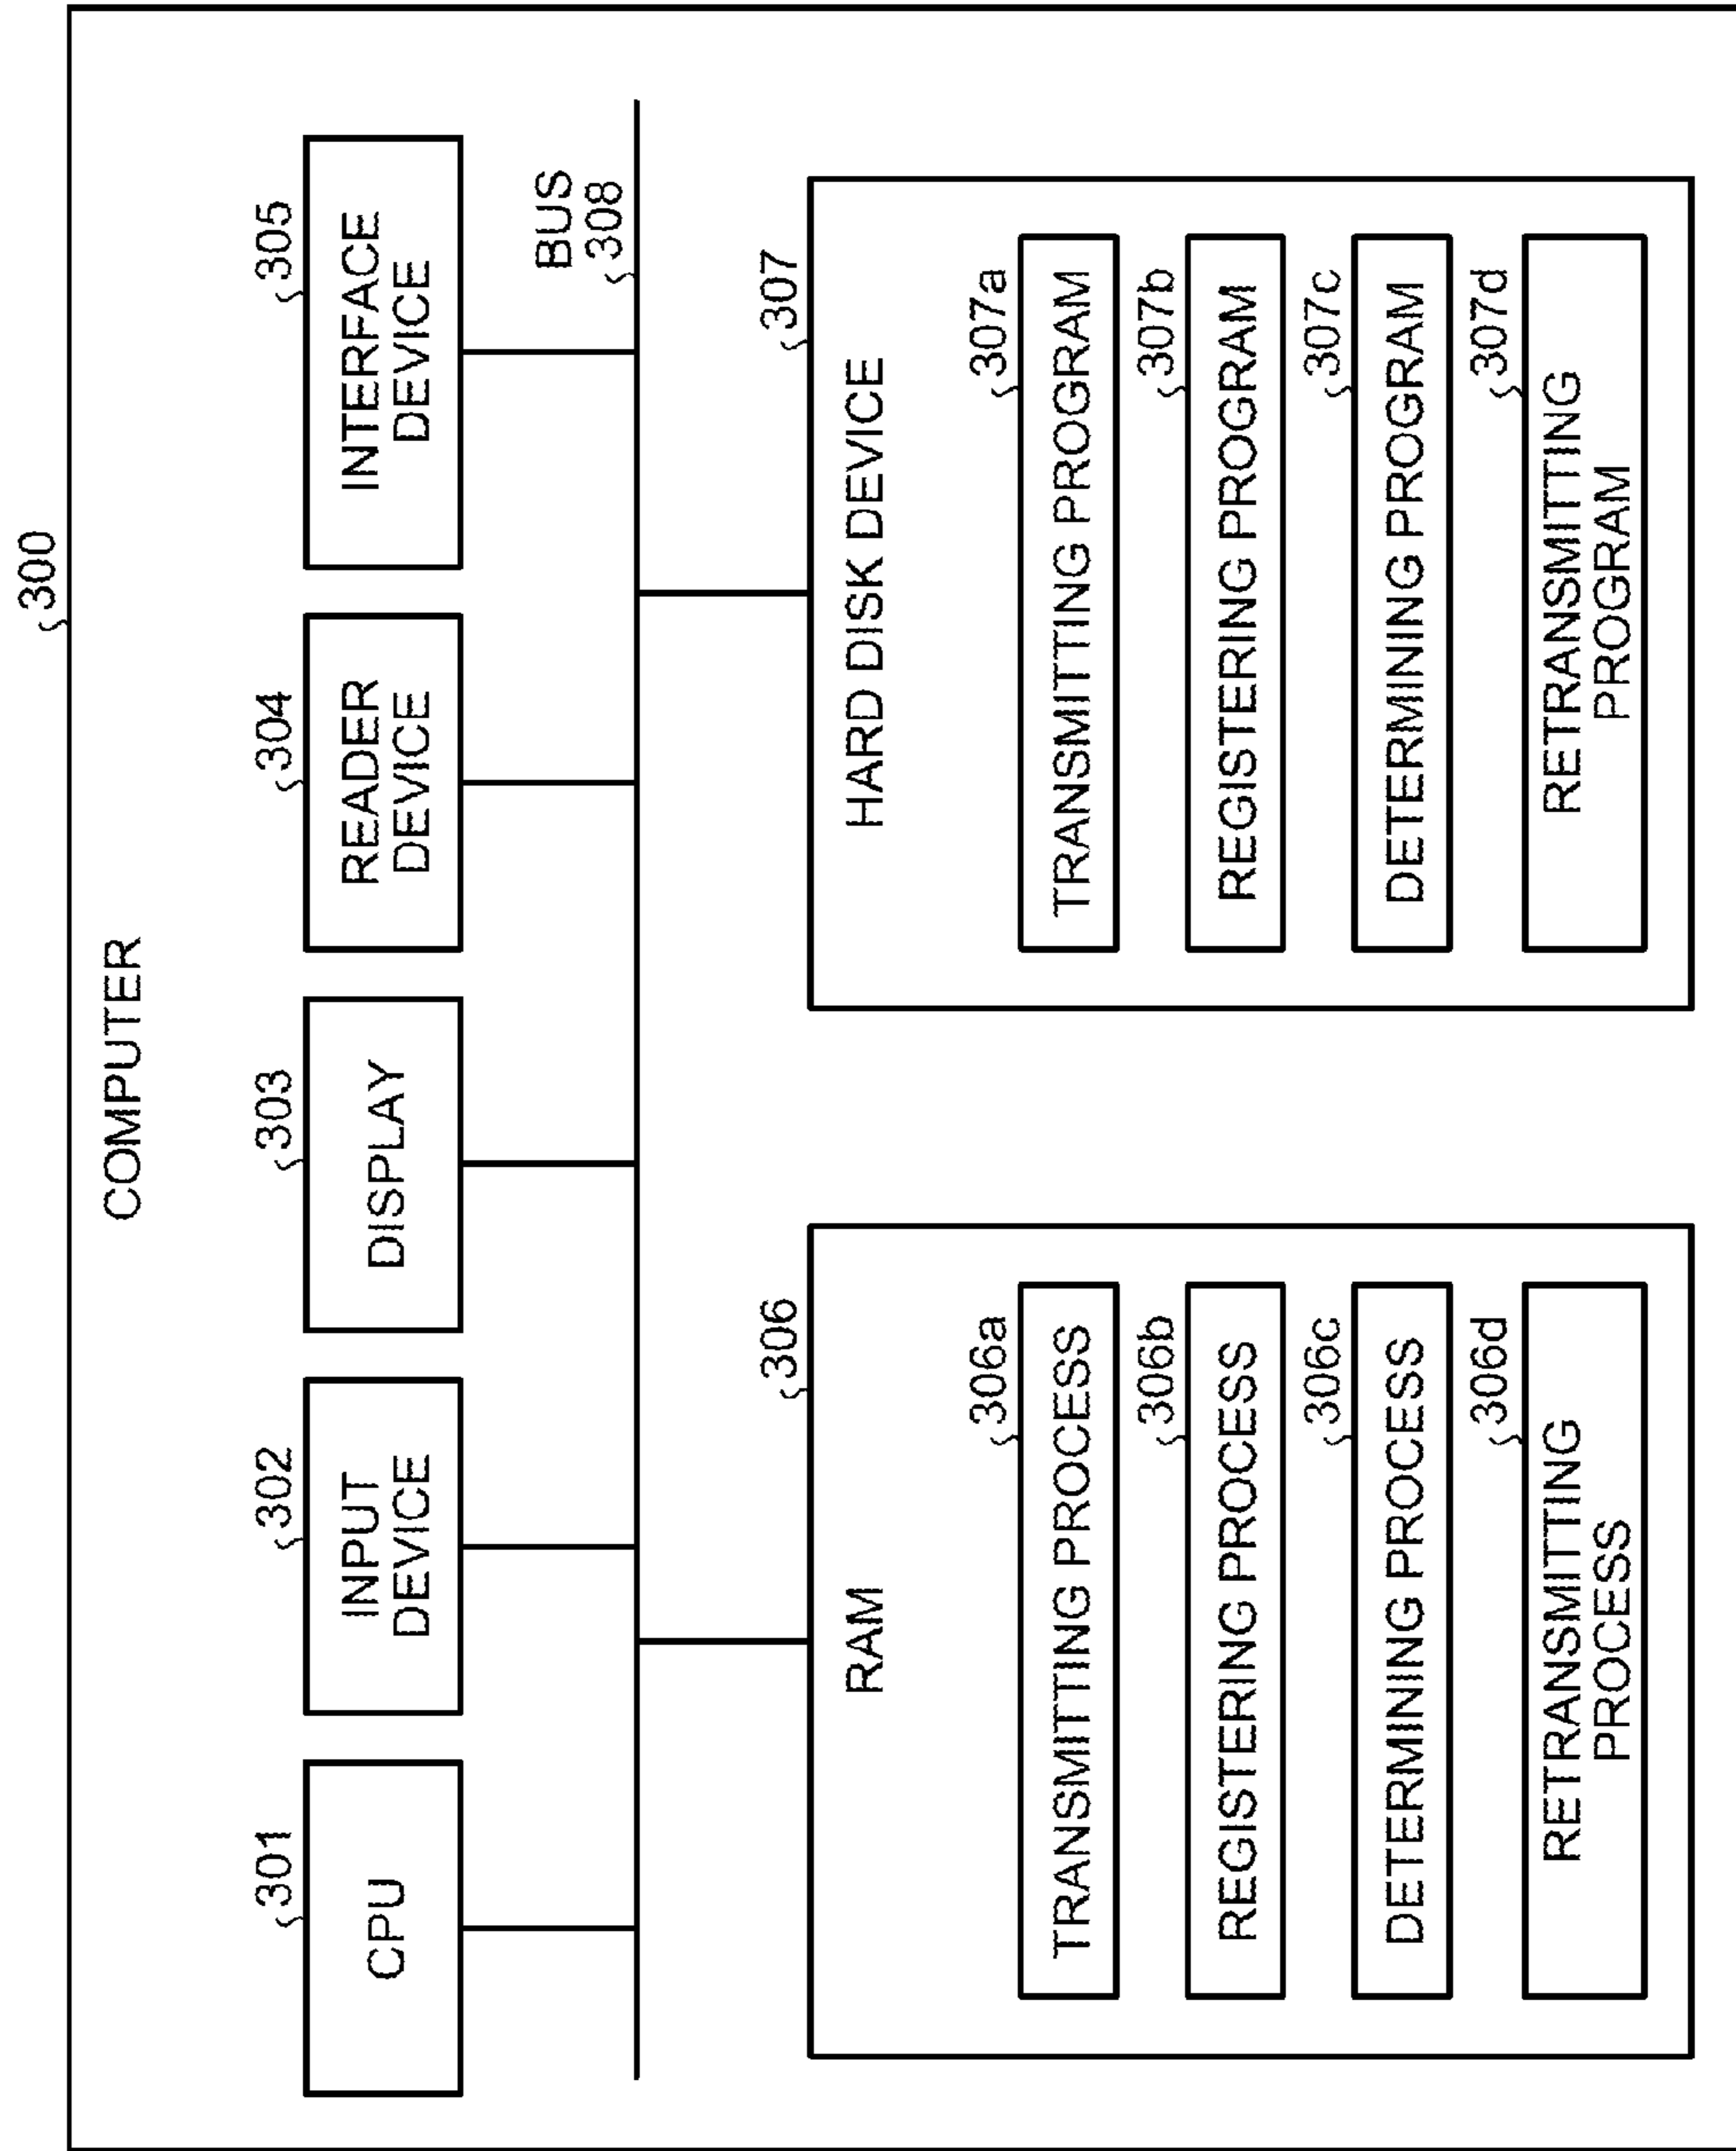 300
COMPUTER
301
CPU
302
INPUT
DEVICE
303
DISPLAY
304
READER
DEVICE
305
INTERFACE
DEVICE
BUS
308
306
RAM
306a
TRANSMITTING PROCESS
306b
REGISTERING PROCESS
306c
DETERMINING PROCESS
306d
RETRANSMITTING
PROCESS
307
HARD DISK DEVICE
307a
TRANSMITTING PROGRAM
307b
REGISTERING PROGRAM
307c
DETERMINING PROGRAM
307d
RETRANSMITTING
PROGRAM